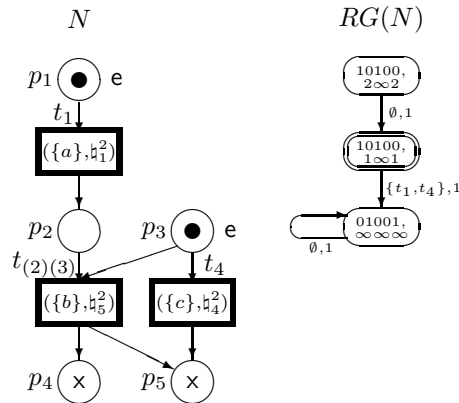 N RG(N)
p₁ e
t₁
({a},♮²₁)
p₂ p₃ e
t₍₂₎₍₃₎ t₄
({b},♮²₅) ({c},♮²₄)
p₄ x p₅ x
10100,
2∞2
∅,1
10100,
1∞1
{t₁,t₄},1
01001,
∞∞∞
∅,1